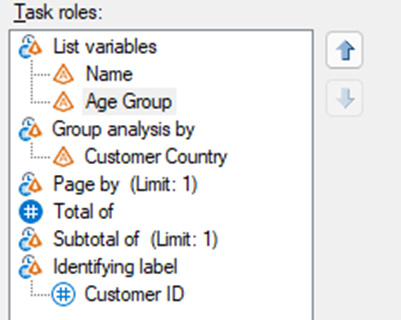 Task roles:
List variables
Name
Age Group
Group analysis by
Customer Country
Page by (Limit: 1)
Total of
Subtotal of (Limit: 1)
Identifying label
Customer ID